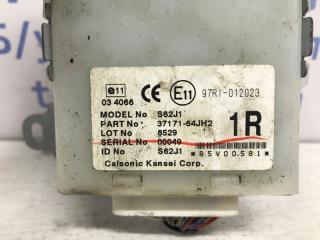 e11
03 4066
CE
E11
97RI-012023
MODEL No S62J1
PART No 37171-64JH2
LOT No 8529
SERIAL No 00049
ID No S62J1
1R
*85V00581*
Calsonic Kansei Corp.